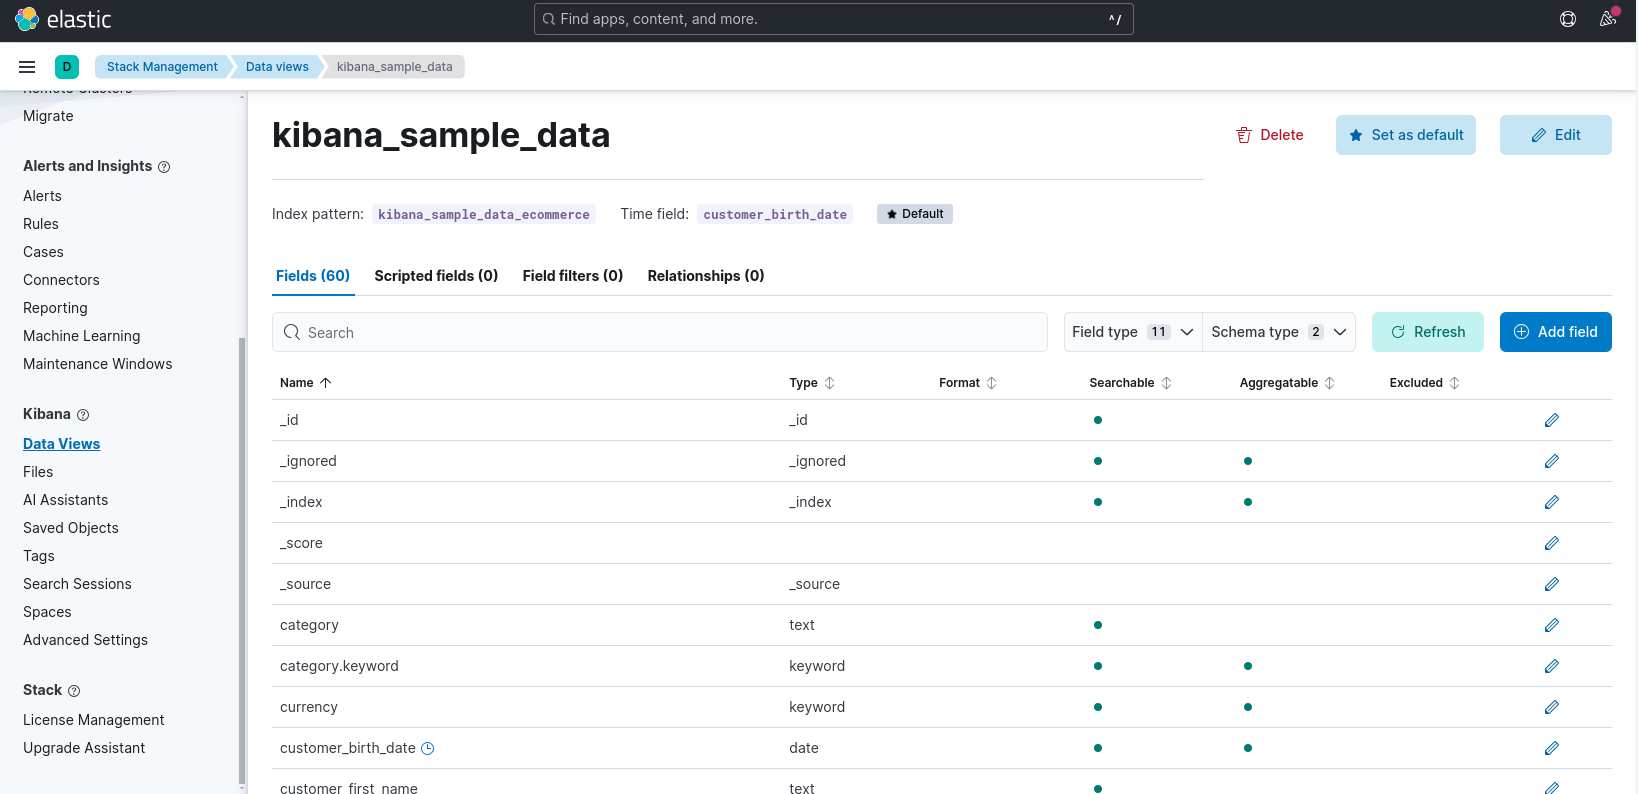 elastic
Find apps, content, and more.
^/
D
Stack Management
Data views
kibana_sample_data
Remote Clusters
Migrate
Alerts and Insights
Alerts
Rules
Cases
Connectors
Reporting
Machine Learning
Maintenance Windows
Kibana
Data Views
Files
AI Assistants
Saved Objects
Tags
Search Sessions
Spaces
Advanced Settings
Stack
License Management
Upgrade Assistant
kibana_sample_data
Delete
Set as default
Edit
Index pattern: kibana_sample_data_ecommerce Time field: customer_birth_date Default
Fields (60) Scripted fields (0) Field filters (0) Relationships (0)
Search
Field type 11
Schema type 2
Refresh
Add field
Name Type Format Searchable Aggregatable Excluded
_id _id
_ignored _ignored
_index _index
_score
_source _source
category text
category.keyword keyword
currency keyword
customer_birth_date date
customer_first_name text